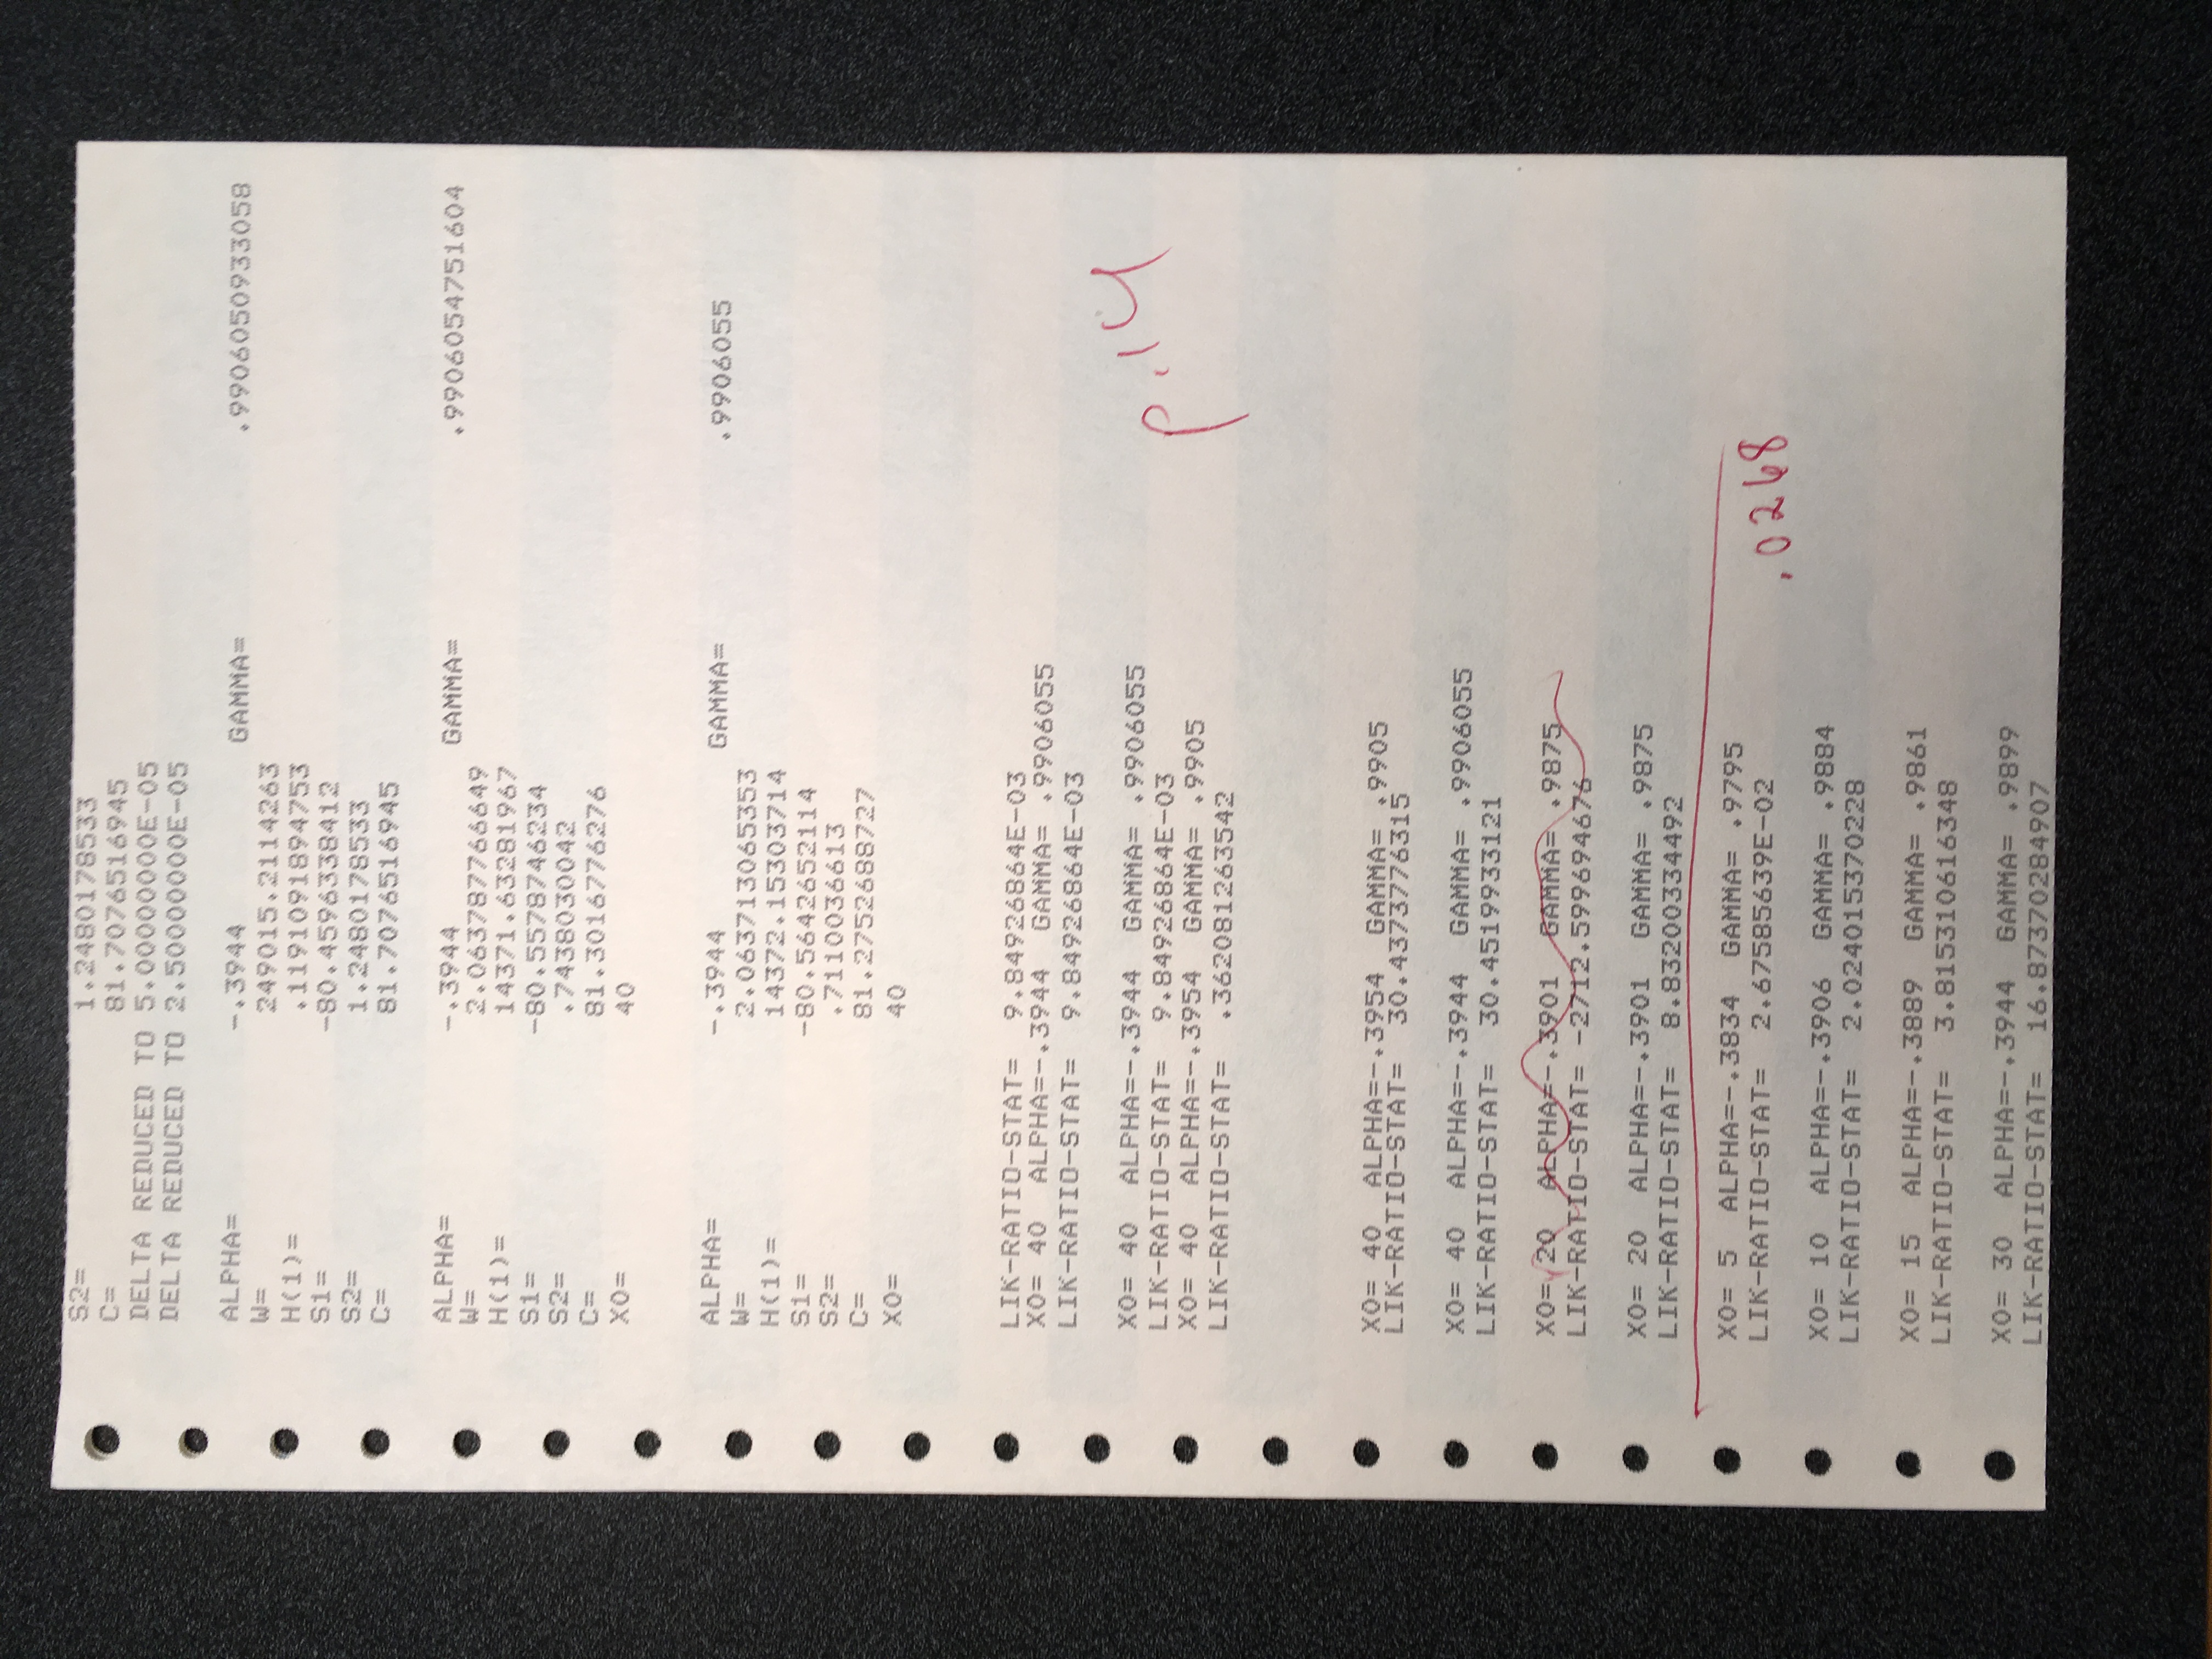 S2= 1.2480178533
C= 81.7076516945
DELTA REDUCED TO 5.00000000E-05
DELTA REDUCED TO 2.50000000E-05
ALPHA= -.3944 GAMMA= .9906050933058
W= 249015.2114263
H(1)= .1191091894753
S1= -80.4596338412
S2= 1.2480178533
C= 81.7076516945
ALPHA= -.3944 GAMMA= .9906054751604
W= 2.063787766649
H(1)= 14371.63281967
S1= -80.5578746234
S2= .7438030042
C= 81.3016776276
X0= 40
ALPHA= -.3944 GAMMA= .9906055
W= 2.063713065353
H(1)= 14372.15303714
S1= -80.5642652114
S2= .7110036613
C= 81.2752688727
X0= 40
LIK-RATIO-STAT= 9.84926864E-03
X0= 40 ALPHA=-.3944 GAMMA= .9906055
LIK-RATIO-STAT= 9.84926864E-03
X0= 40 ALPHA=-.3944 GAMMA= .9906055
p.14
LIK-RATIO-STAT= 9.84926864E-03
X0= 40 ALPHA=-.3954 GAMMA= .9905
LIK-RATIO-STAT= .362081263542
X0= 40 ALPHA=-.3954 GAMMA= .9905
LIK-RATIO-STAT= 30.4373776315
X0= 40 ALPHA=-.3944 GAMMA= .9906055
LIK-RATIO-STAT= 30.4519933121
X0= 20 ALPHA=-.3901 GAMMA= .9875
LIK-RATIO-STAT= -2712.599694676
X0= 20 ALPHA=-.3901 GAMMA= .9875
LIK-RATIO-STAT= 8.83200334492
X0= 5 ALPHA=-.3834 GAMMA= .9795
LIK-RATIO-STAT= 2.67585639E-02
.0268
X0= 10 ALPHA=-.3906 GAMMA= .9884
LIK-RATIO-STAT= 2.024015370228
X0= 15 ALPHA=-.3889 GAMMA= .9861
LIK-RATIO-STAT= 3.815310616348
X0= 30 ALPHA=-.3944 GAMMA= .9899
LIK-RATIO-STAT= 16.87370284907